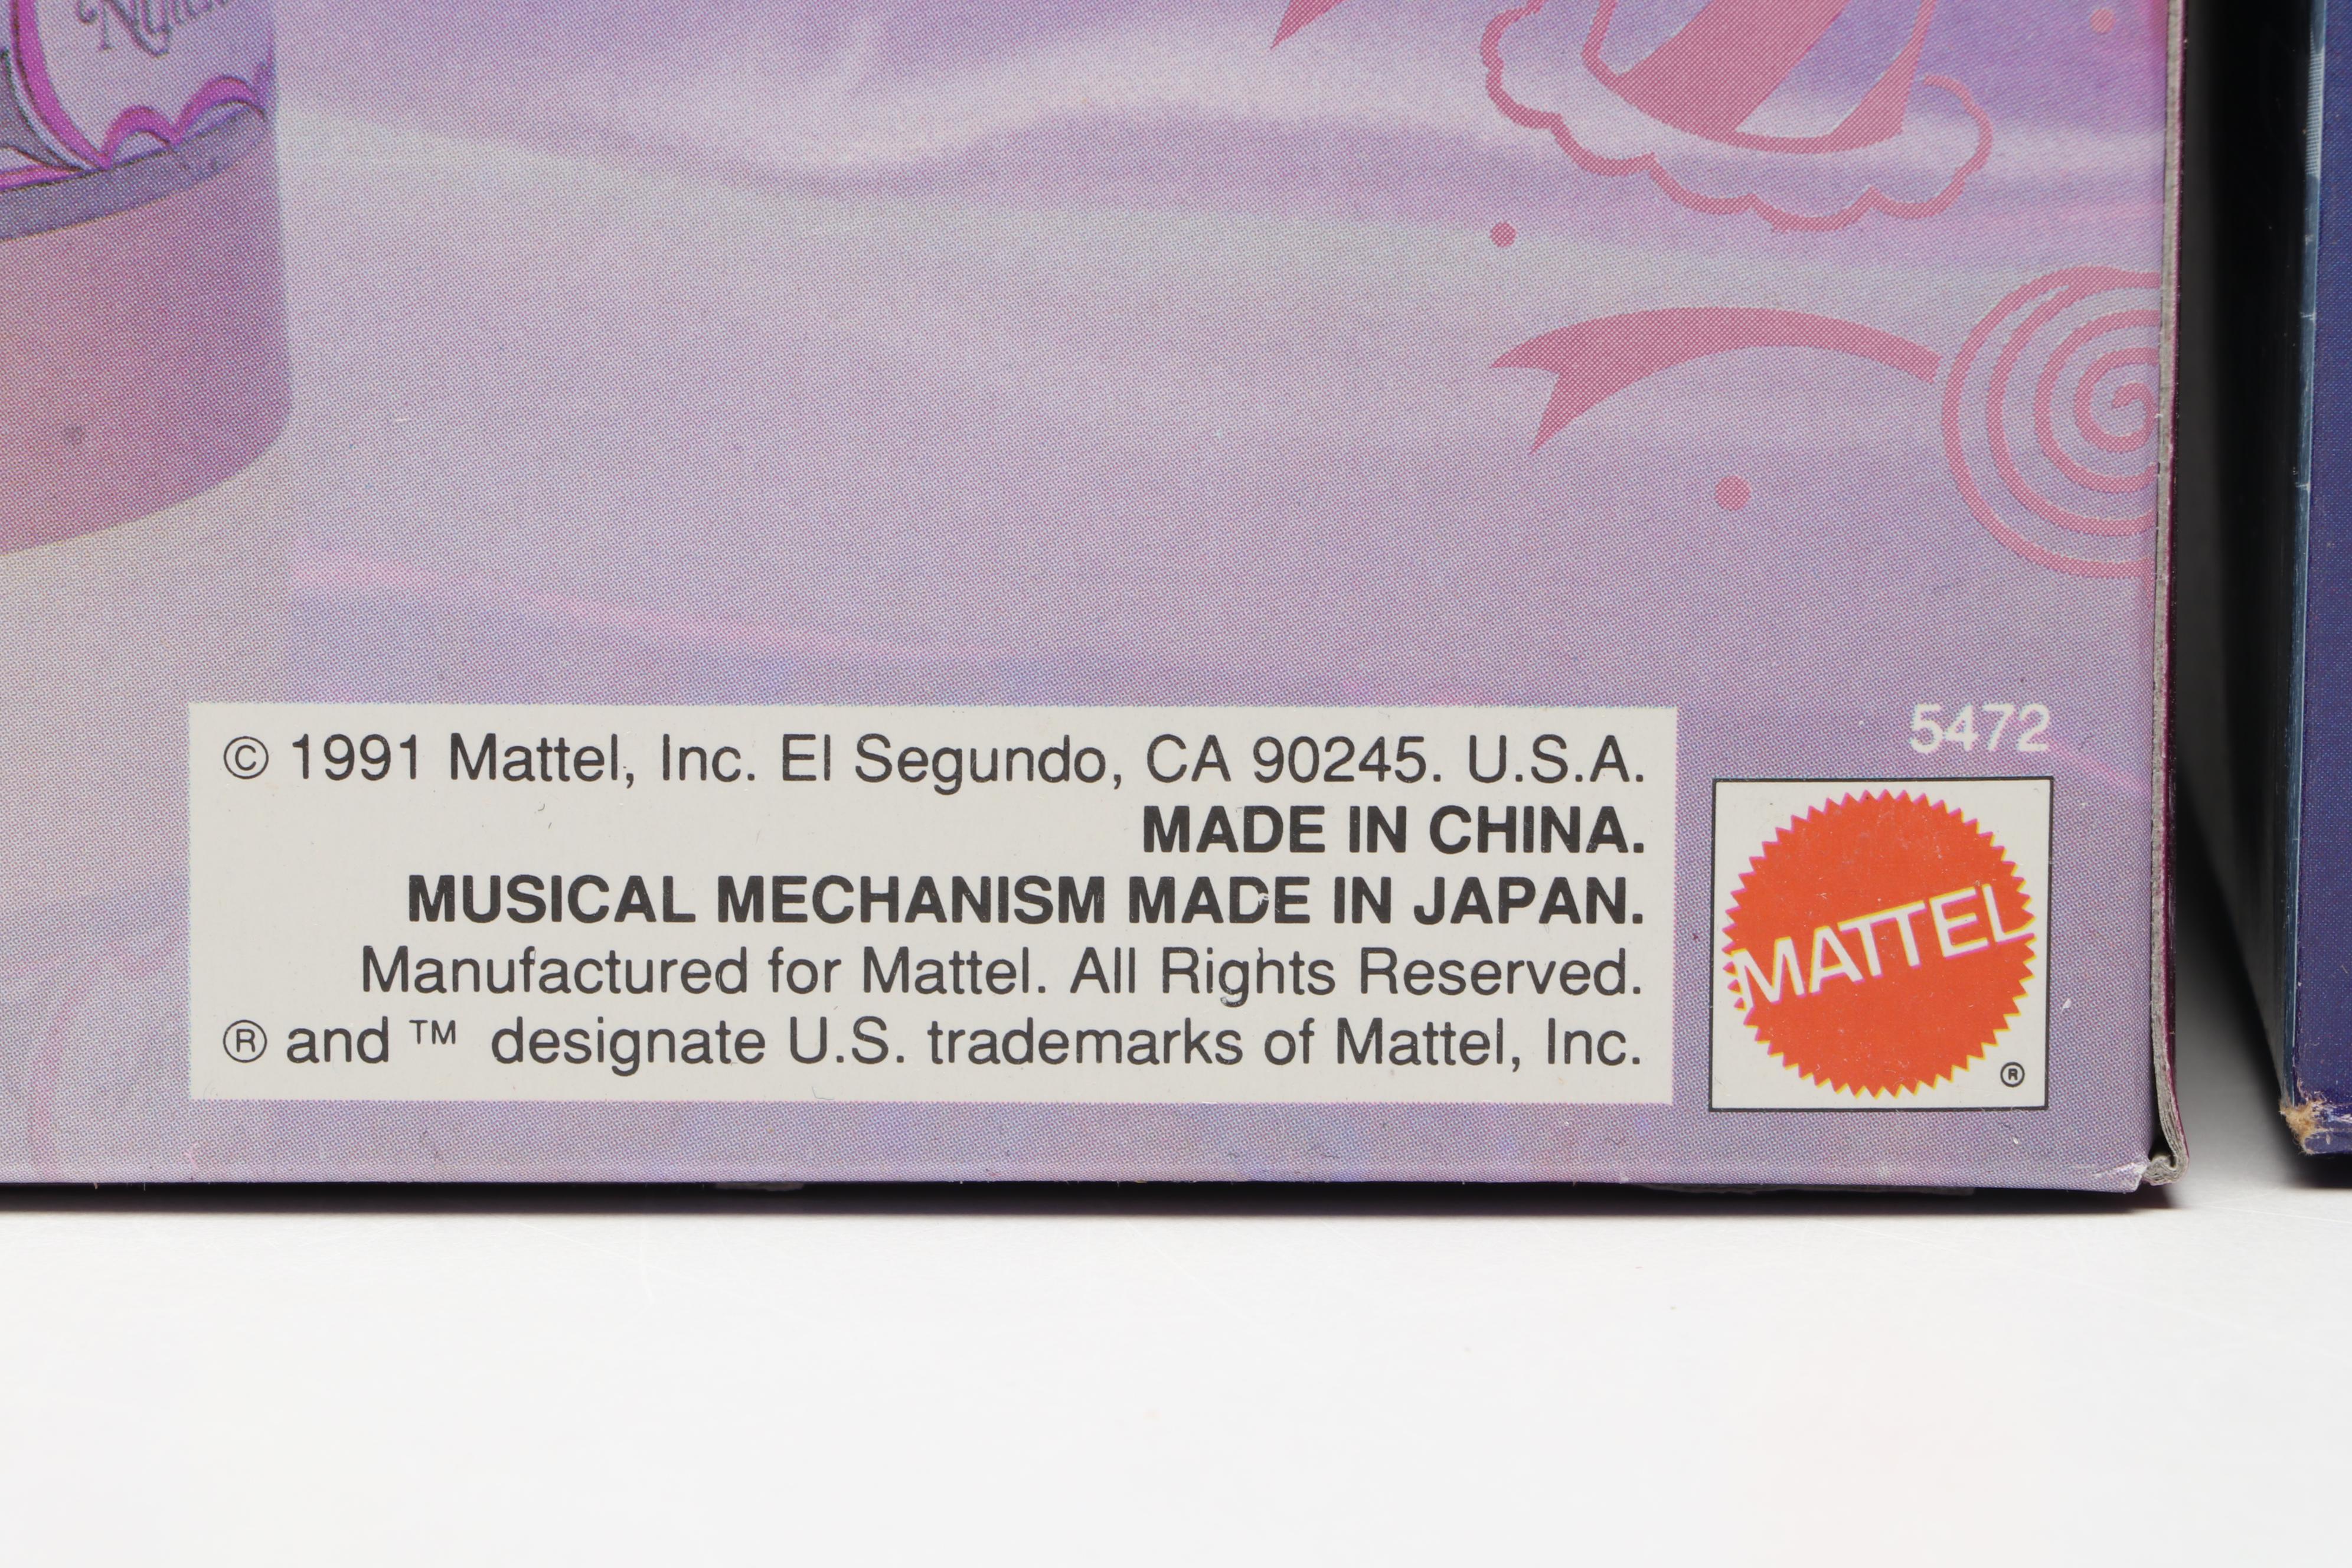 5472
© 1991 Mattel, Inc. El Segundo, CA 90245. U.S.A.
MADE IN CHINA.
MUSICAL MECHANISM MADE IN JAPAN.
Manufactured for Mattel. All Rights Reserved.
® and ™ designate U.S. trademarks of Mattel, Inc.
MATTEL
®